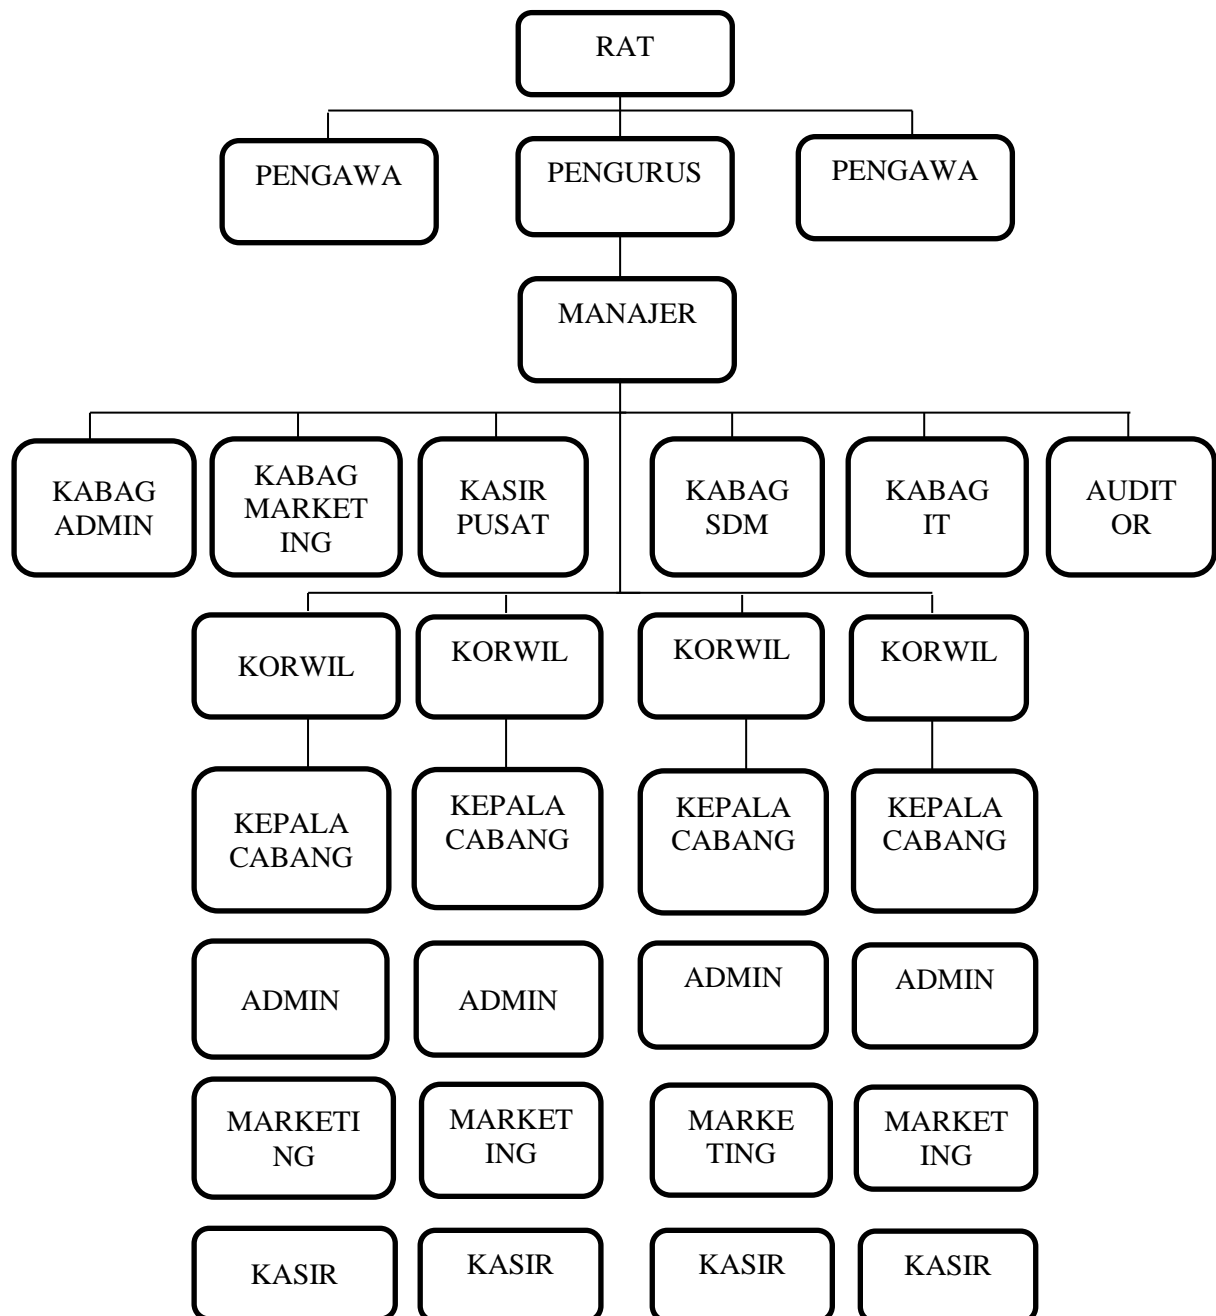 RAT
PENGAWA
PENGURUS
PENGAWA
MANAJER
KABAG
ADMIN
KABAG
MARKET
ING
KASIR
PUSAT
KABAG
SDM
KABAG
IT
AUDIT
OR
KORWIL
KORWIL
KORWIL
KORWIL
KEPALA
CABANG
KEPALA
CABANG
KEPALA
CABANG
KEPALA
CABANG
ADMIN
ADMIN
ADMIN
ADMIN
MARKETI
NG
MARKET
ING
MARKE
TING
MARKET
ING
KASIR
KASIR
KASIR
KASIR